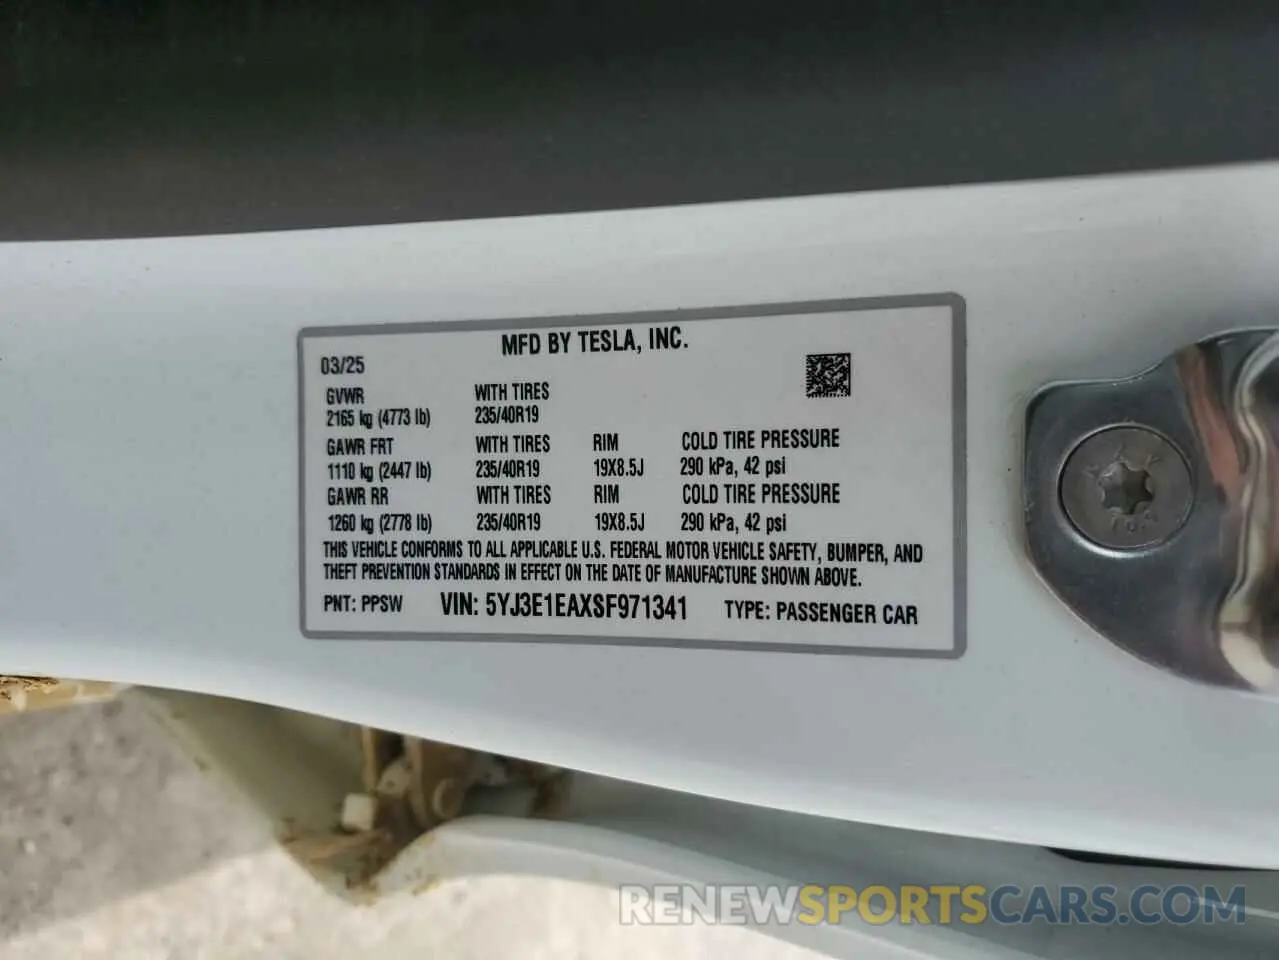 MFD BY TESLA, INC.
03/25
GVWR WITH TIRES
2165 kg (4773 lb) 235/40R19
GAWR FRT WITH TIRES RIM COLD TIRE PRESSURE
1110 kg (2447 lb) 235/40R19 19X8.5J 290 kPa, 42 psi
GAWR RR WITH TIRES RIM COLD TIRE PRESSURE
1260 kg (2778 lb) 235/40R19 19X8.5J 290 kPa, 42 psi
THIS VEHICLE CONFORMS TO ALL APPLICABLE U.S. FEDERAL MOTOR VEHICLE SAFETY, BUMPER, AND
THEFT PREVENTION STANDARDS IN EFFECT ON THE DATE OF MANUFACTURE SHOWN ABOVE.
PNT: PPSW VIN: 5YJ3E1EAXSF971341 TYPE: PASSENGER CAR
RENEWSPORTSCARS.COM